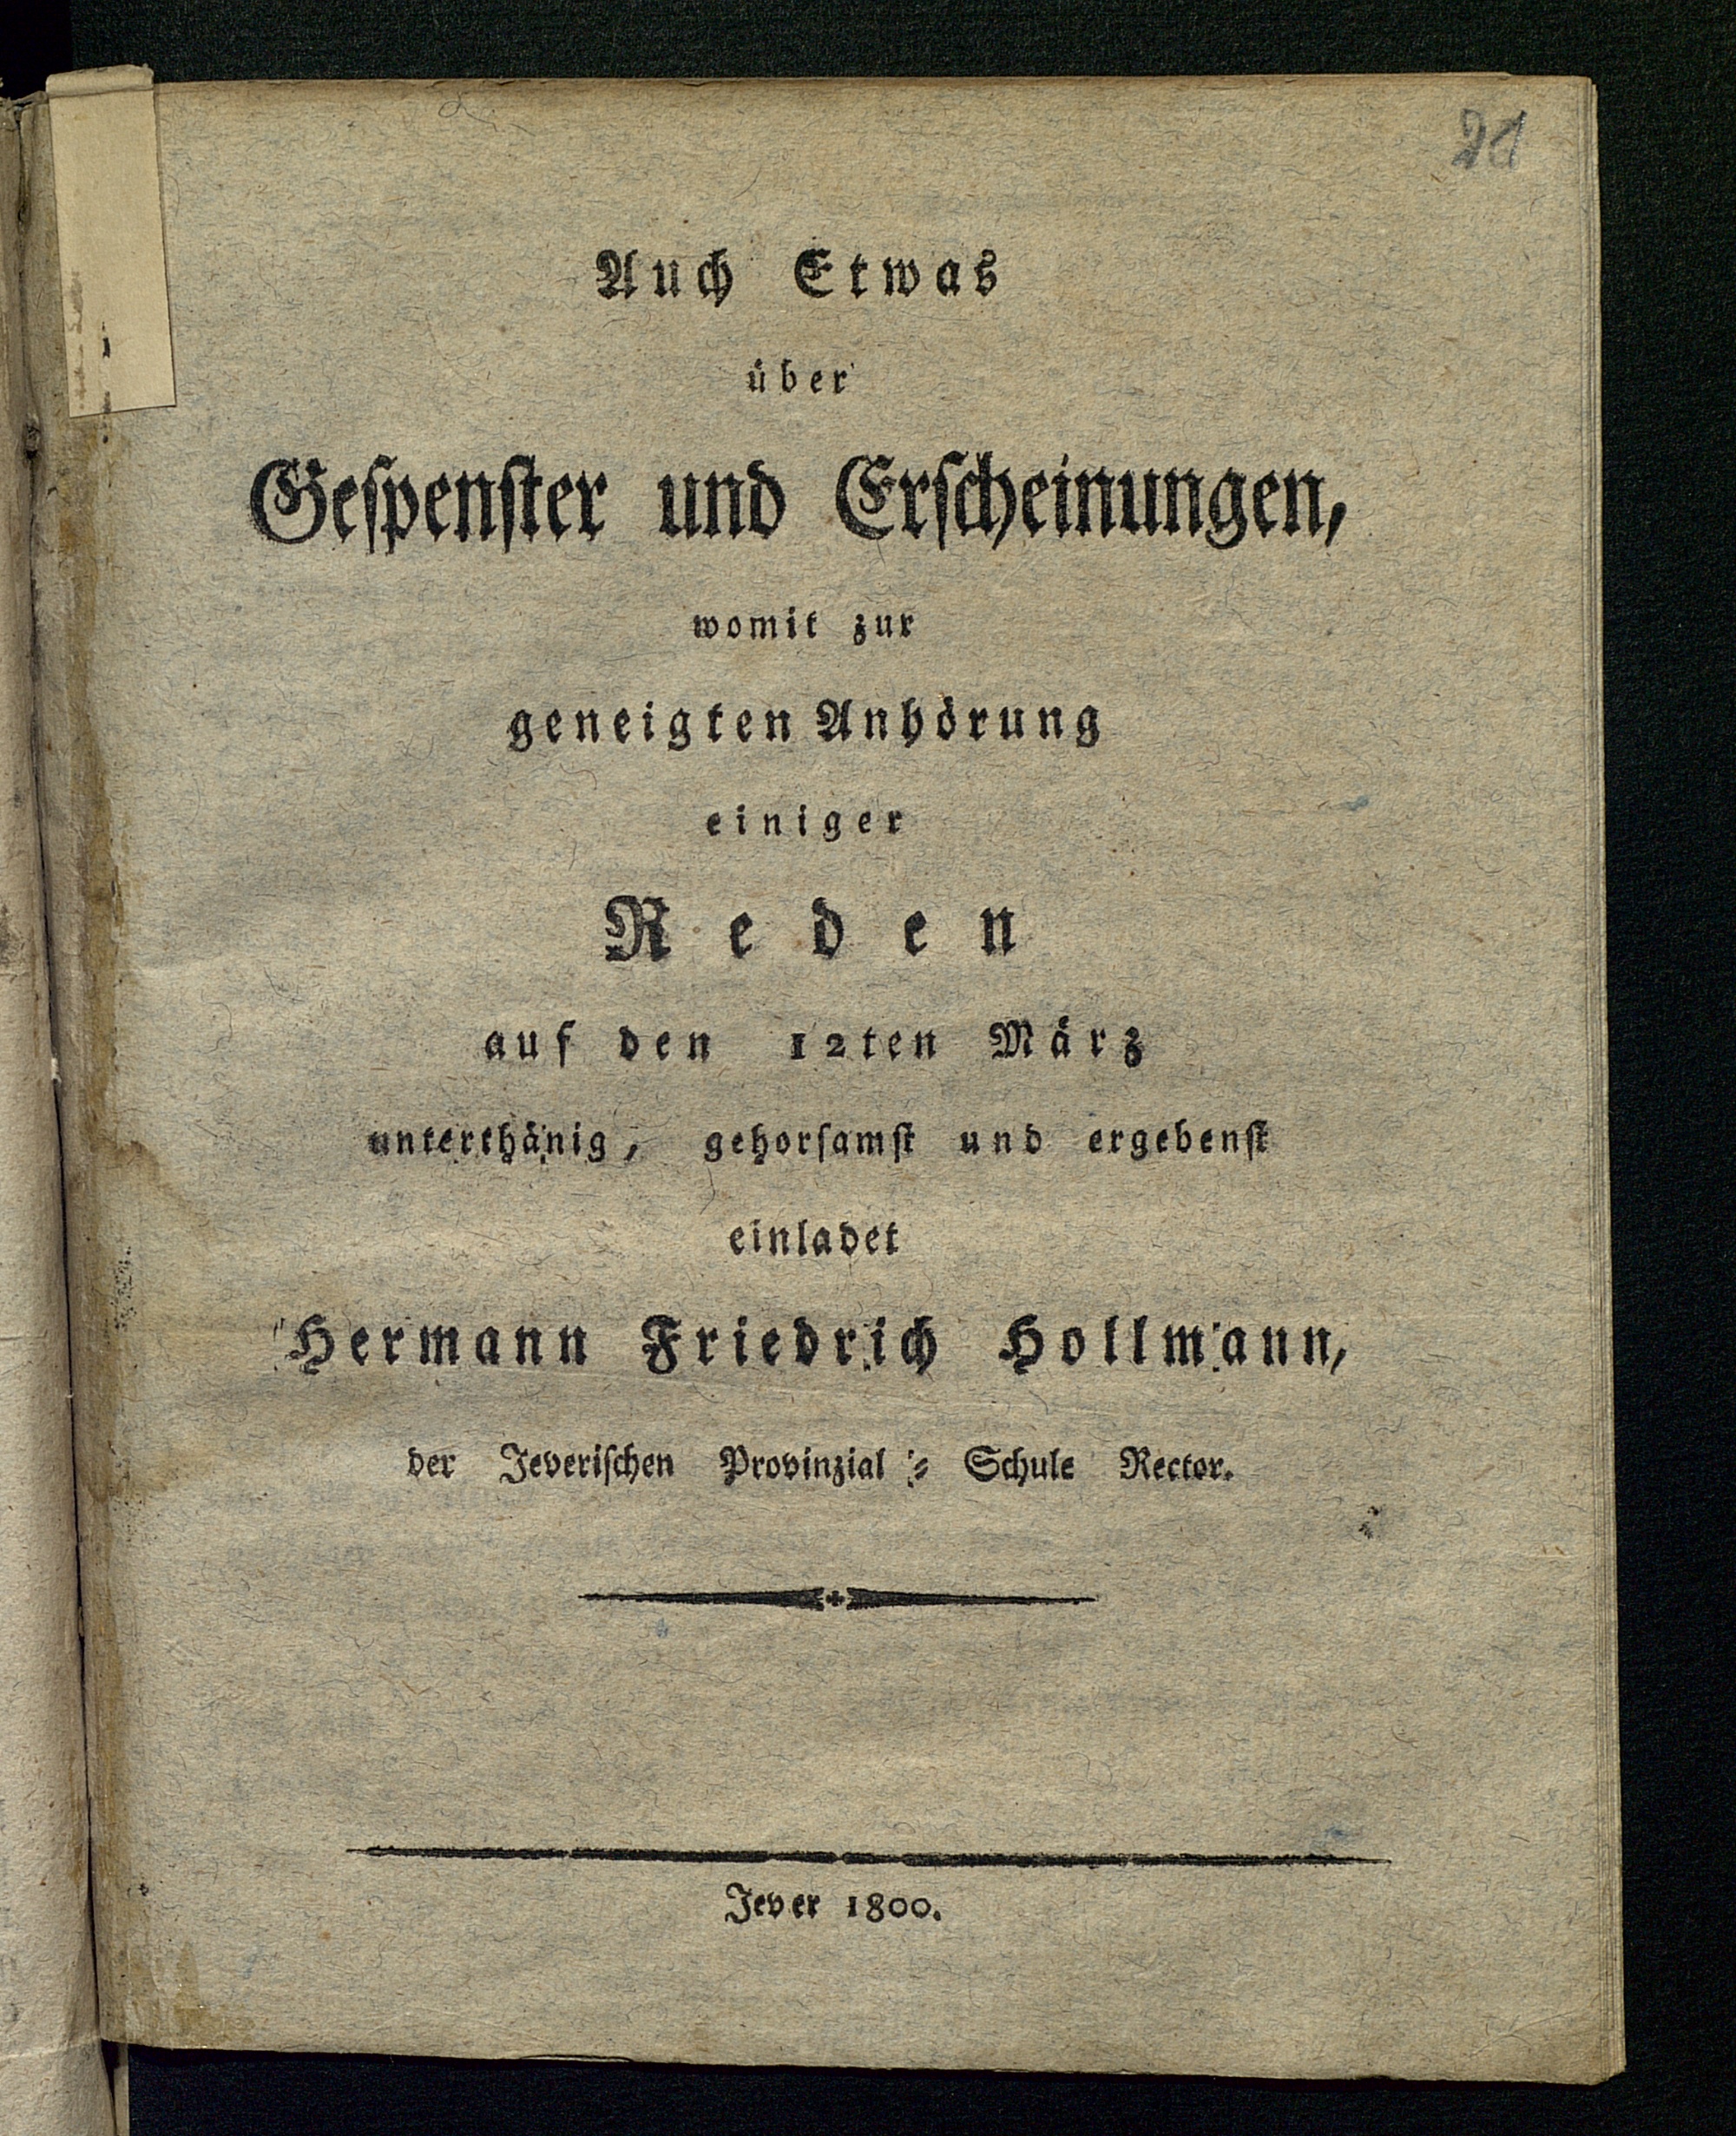 21
Auch Etwas
über
Gespenster und Erscheinungen,
womit zur
geneigten Anhörung
einiger
Reden
auf den 12ten März
unterthänig, gehorsamst und ergebenst
einladet
Hermann Friedrich Hollmann,
der Jeverischen Provinzial-Schule Rector.
Jever 1800.